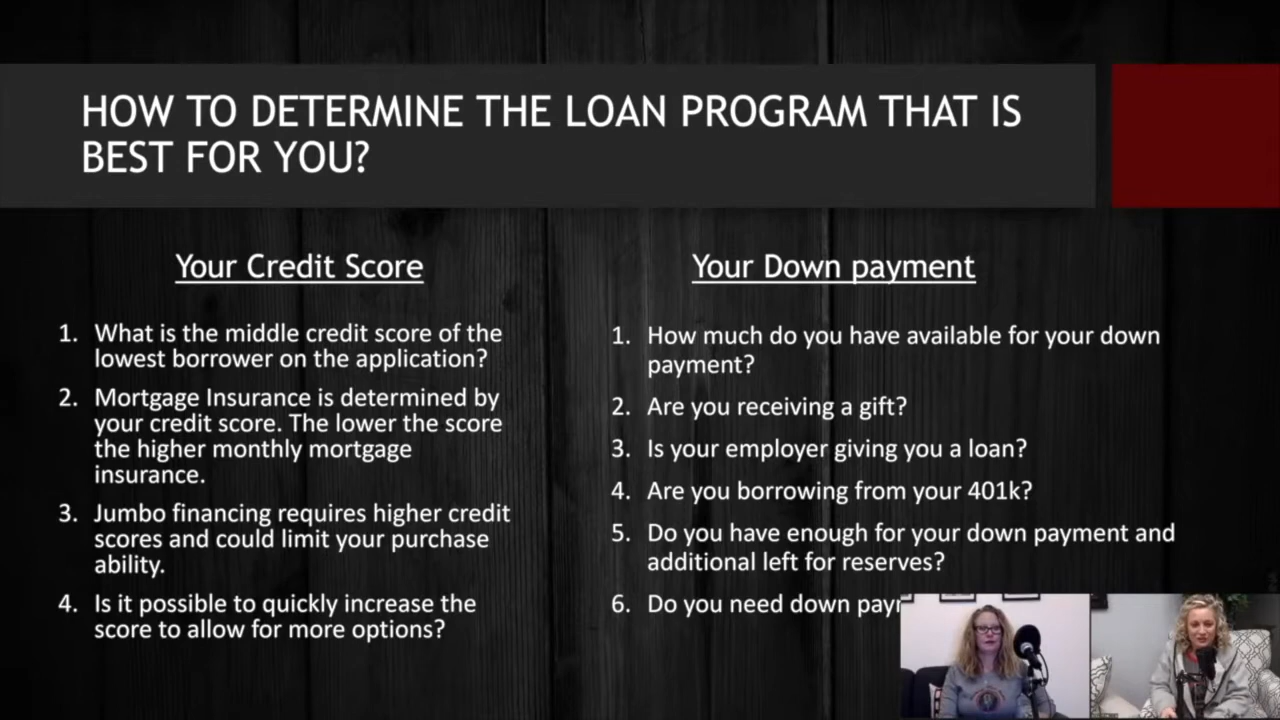 HOW TO DETERMINE THE LOAN PROGRAM THAT IS
BEST FOR YOU?
Your Credit Score
1. What is the middle credit score of the
lowest borrower on the application?
2. Mortgage Insurance is determined by
your credit score. The lower the score
the higher monthly mortgage
insurance.
3. Jumbo financing requires higher credit
scores and could limit your purchase
ability.
4. Is it possible to quickly increase the
score to allow for more options?
Your Down payment
1. How much do you have available for your down
payment?
2. Are you receiving a gift?
3. Is your employer giving you a loan?
4. Are you borrowing from your 401k?
5. Do you have enough for your down payment and
additional left for reserves?
6. Do you need down